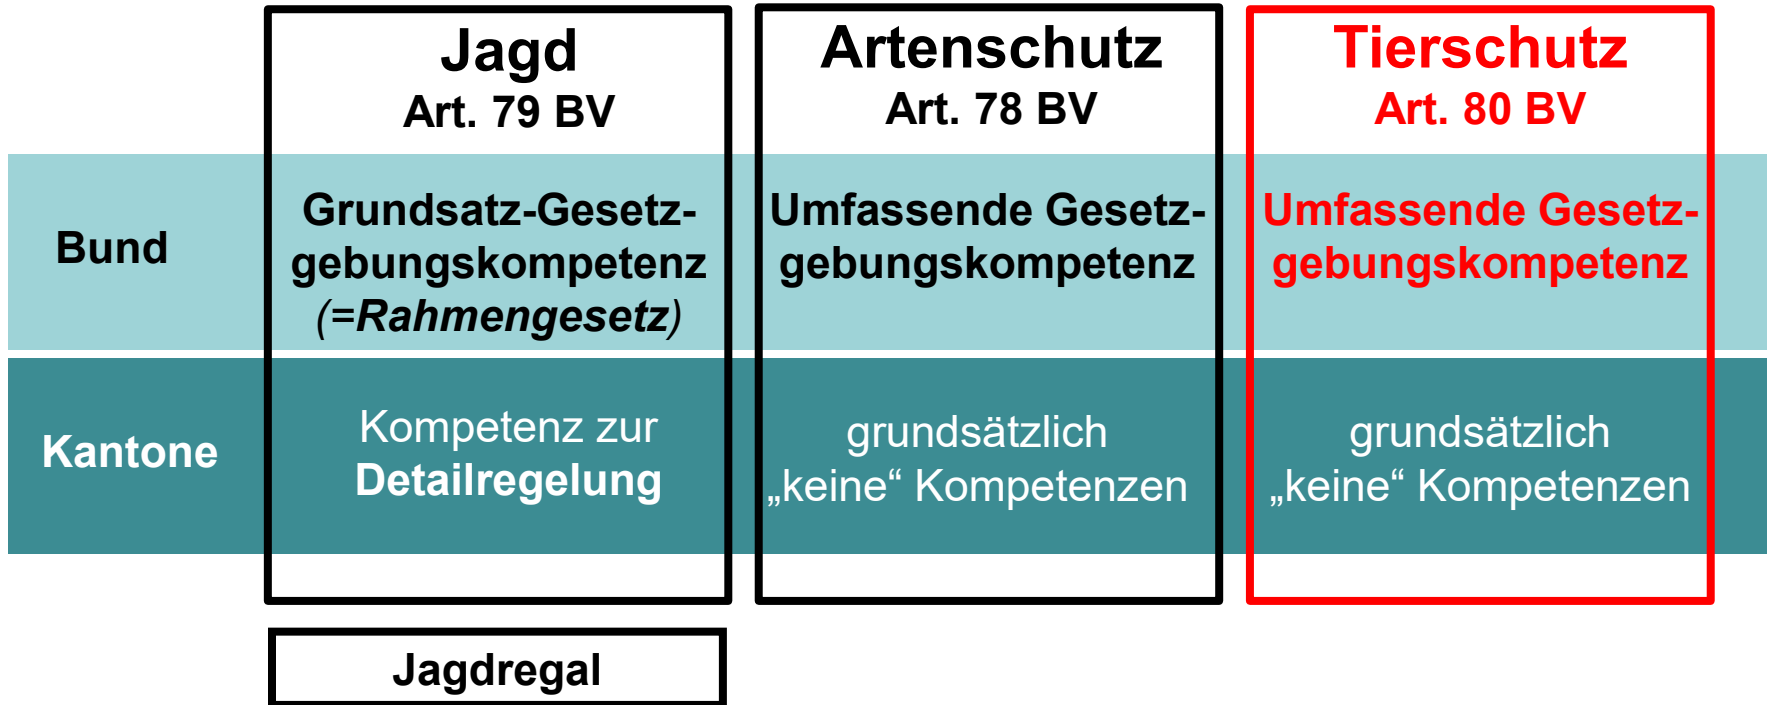 Jagd
Art. 79 BV
Artenschutz
Art. 78 BV
Tierschutz
Art. 80 BV
Bund
Grundsatz-Gesetz-
gebungskompetenz
(=Rahmengesetz)
Umfassende Gesetz-
gebungskompetenz
Umfassende Gesetz-
gebungskompetenz
Kantone
Kompetenz zur
Detailregelung
grundsätzlich
„keine“ Kompetenzen
grundsätzlich
„keine“ Kompetenzen
Jagdregal